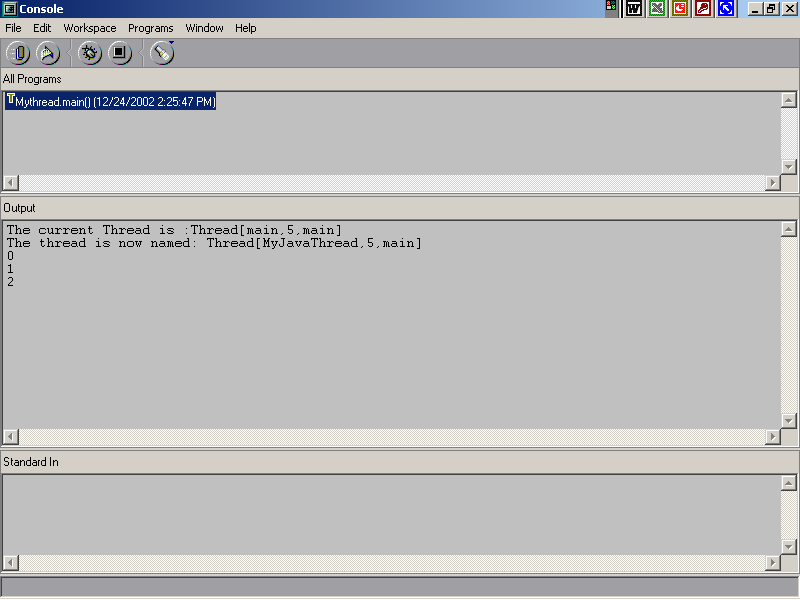 Console
File Edit Workspace Programs Window Help
All Programs
Mythread.main() (12/24/2002 2:25:47 PM)
Output
The current Thread is :Thread[main,5,main]
The thread is now named: Thread[MyJavaThread,5,main]
0
1
2
Standard In